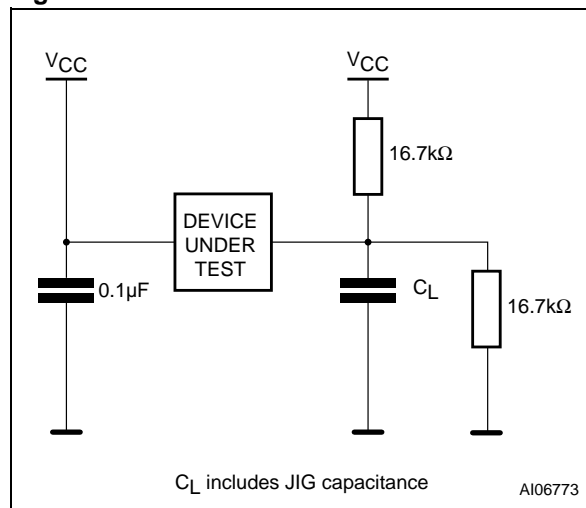 VCC
VCC
16.7kΩ
DEVICE
UNDER
TEST
0.1µF
CL
16.7kΩ
CL includes JIG capacitance
AI06773